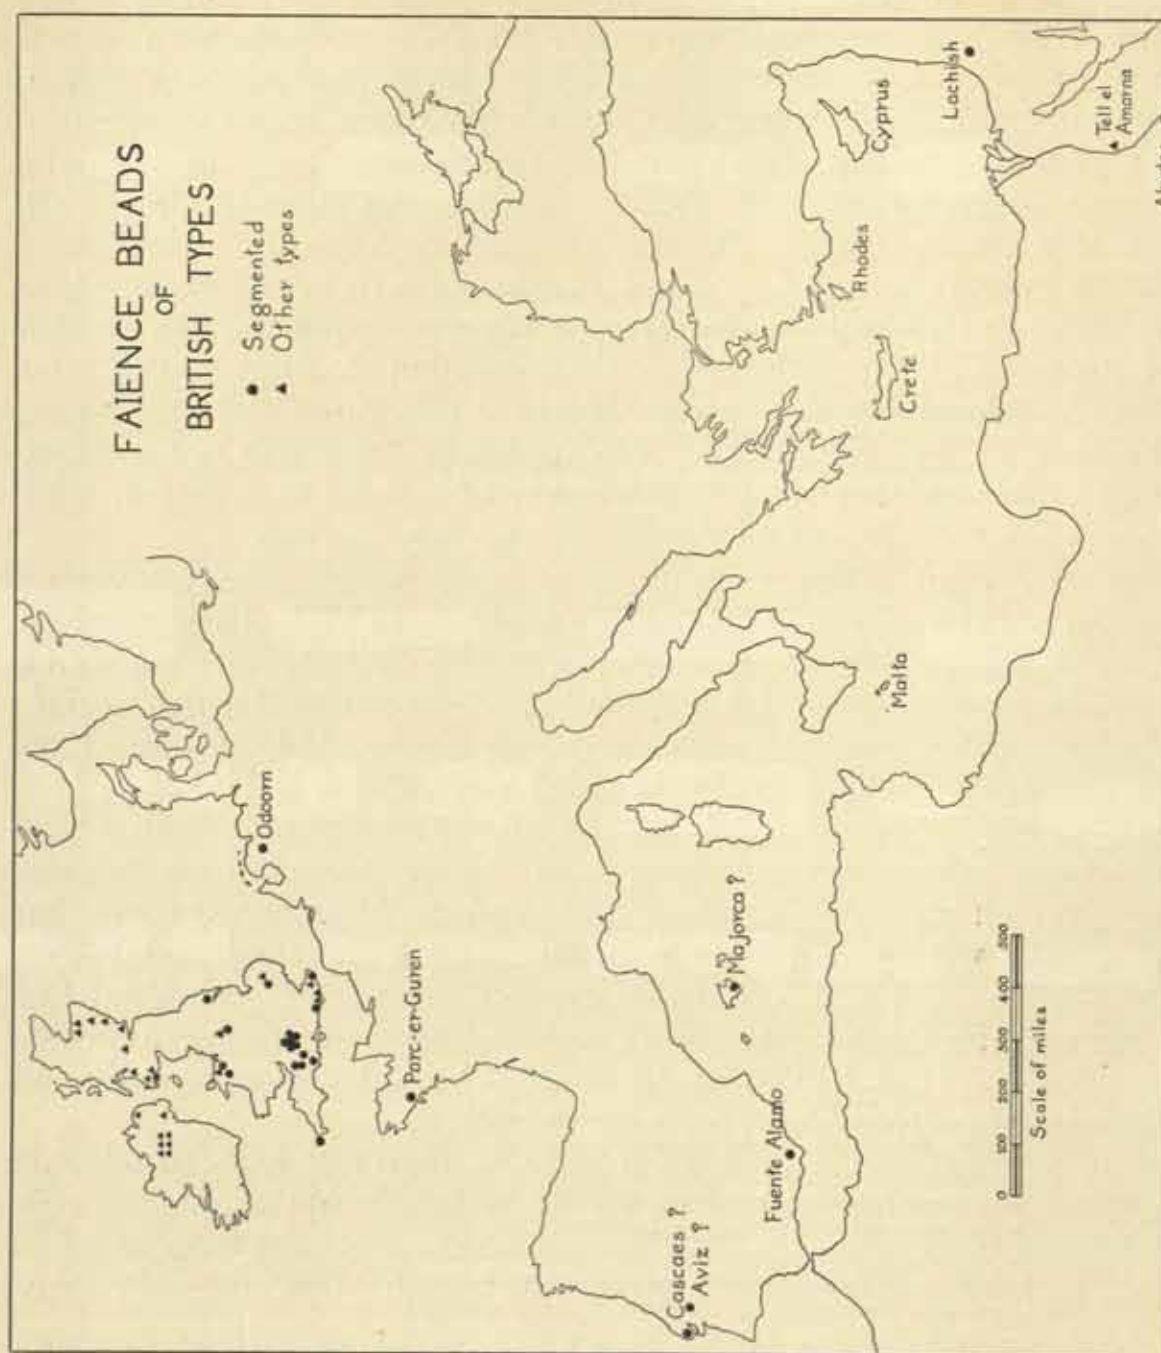 FAIENCE BEADS
OF
BRITISH TYPES
Segmented
Other types
Odoorn
Parc-er-Guren
Cascaes ?
Aviz ?
Fuente Alamo
Majorca ?
Malta
Crete
Rhodes
Cyprus
Lachish
Tell el
Amarna
0 100 200 300 400 500
Scale of miles